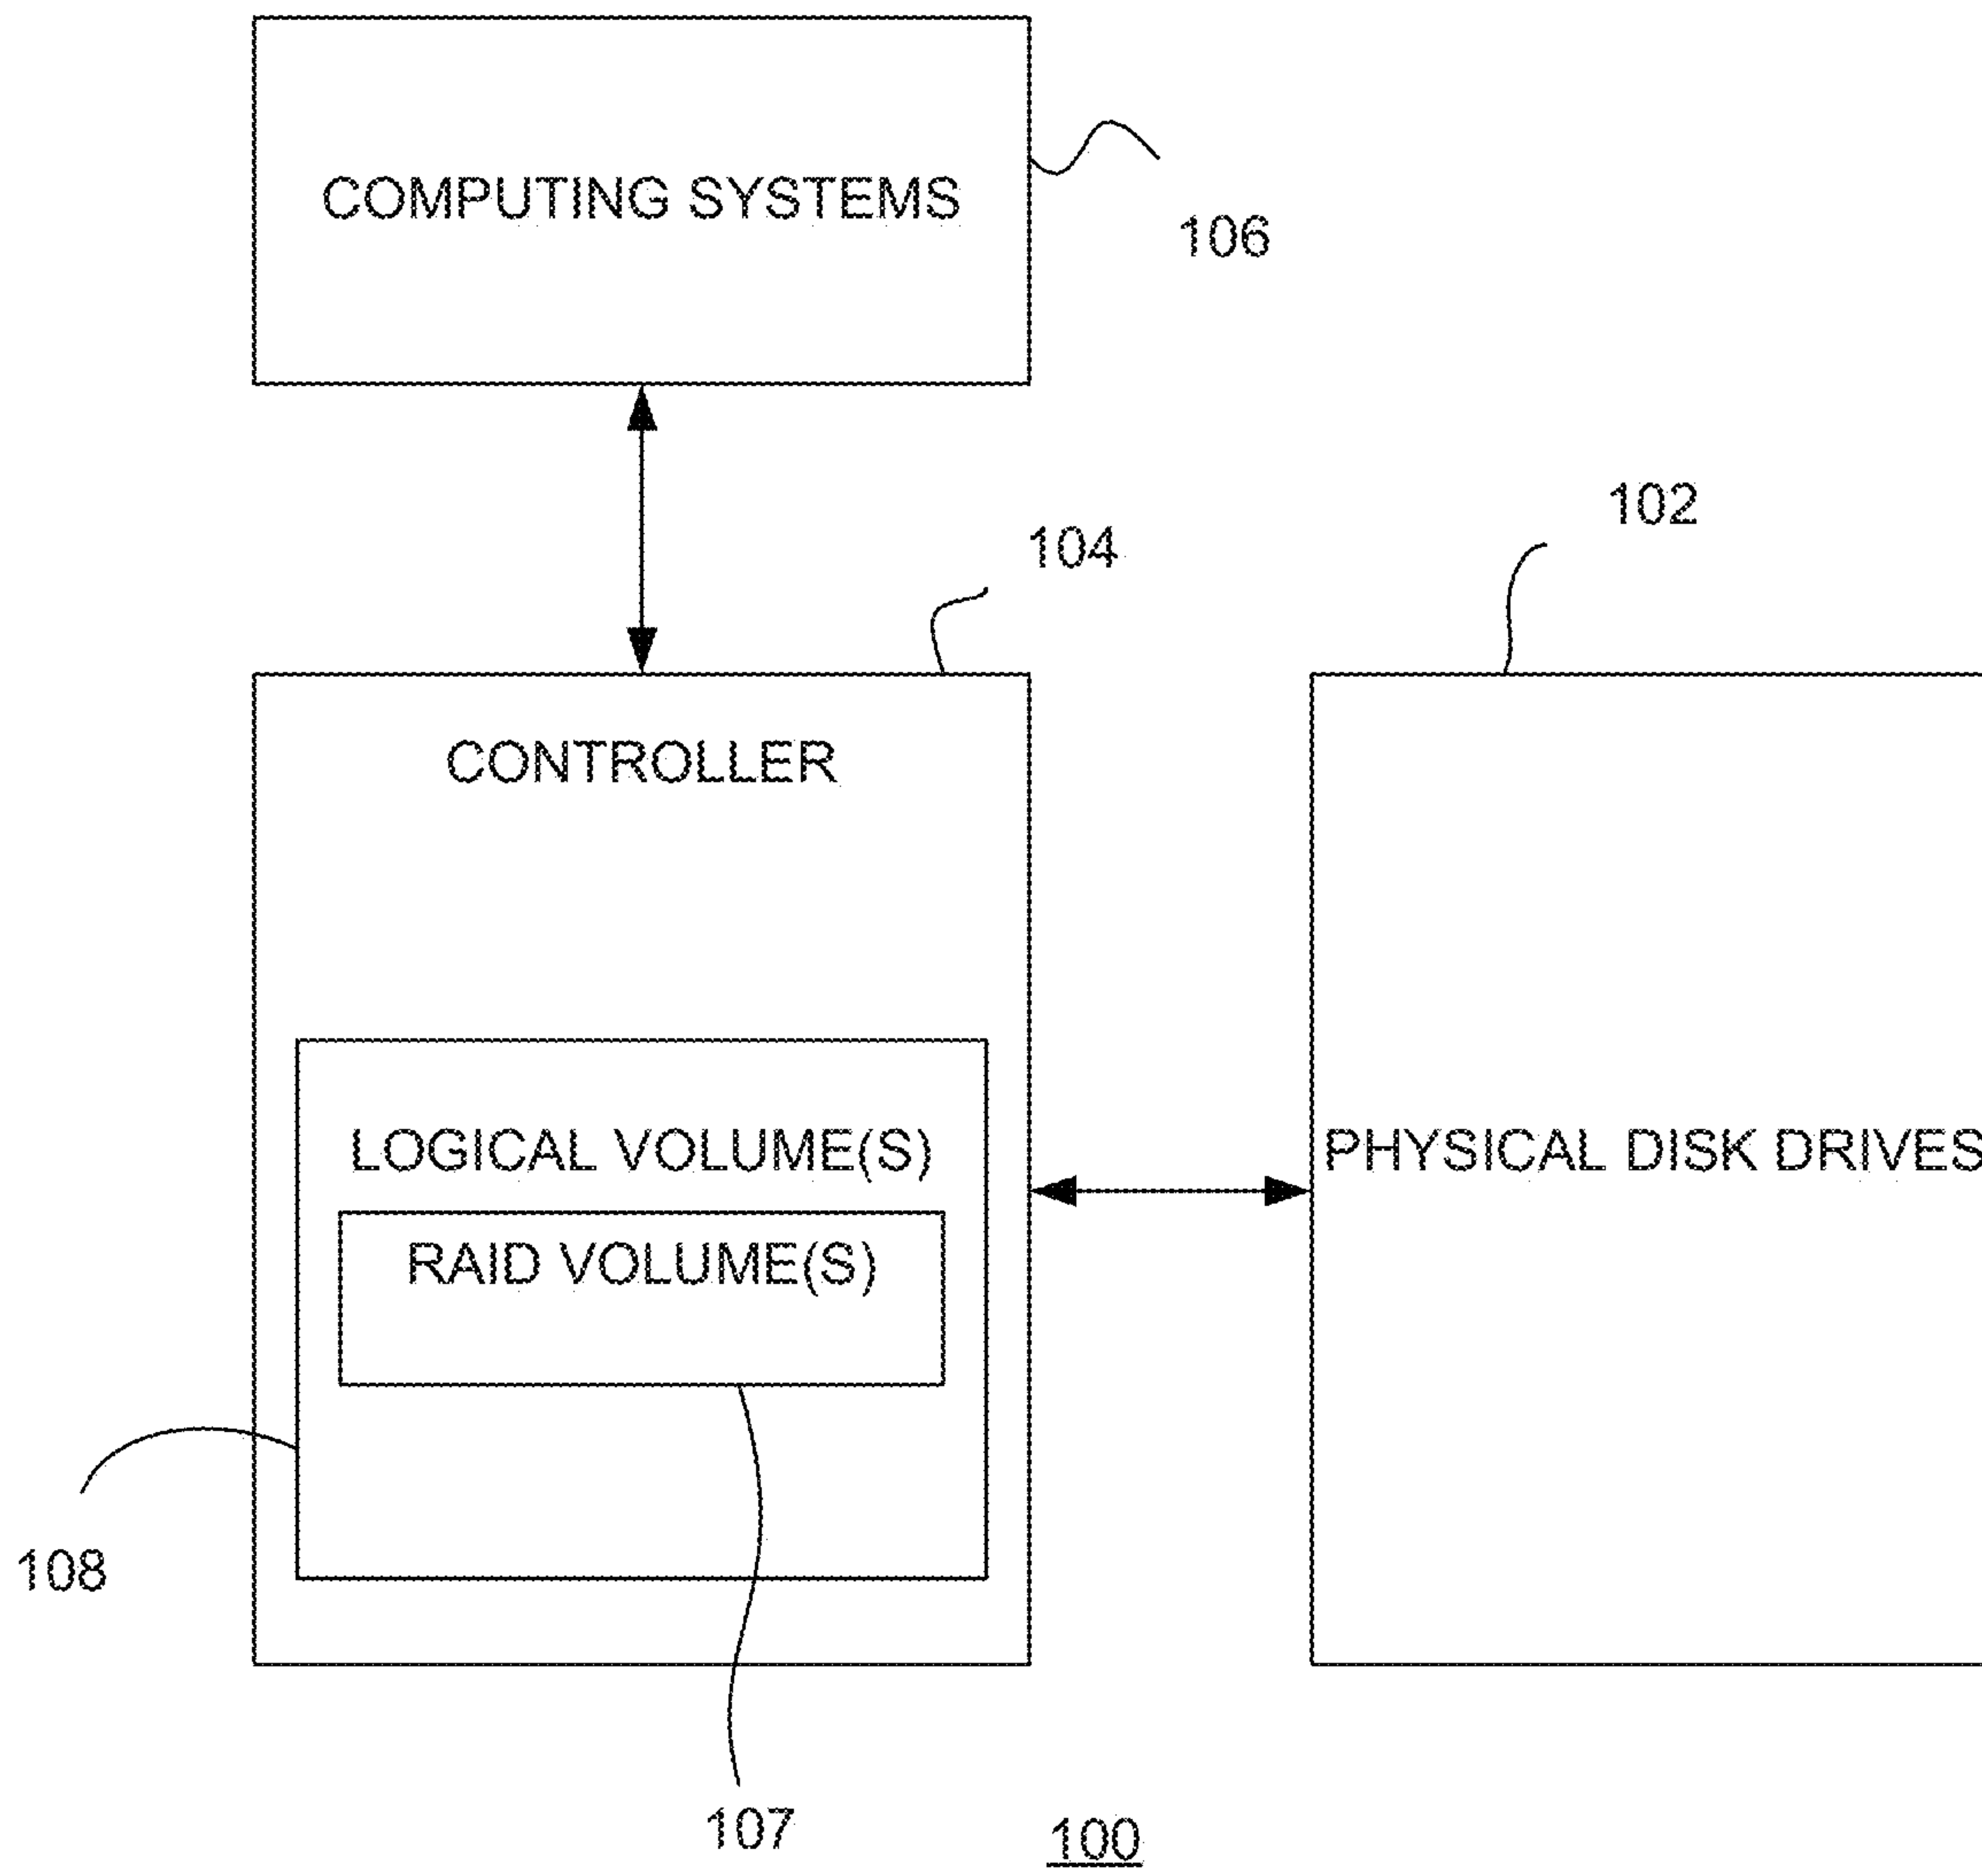 COMPUTING SYSTEMS
106
104
102
CONTROLLER
LOGICAL VOLUME(S)
PHYSICAL DISK DRIVES
RAID VOLUME(S)
108
107
100